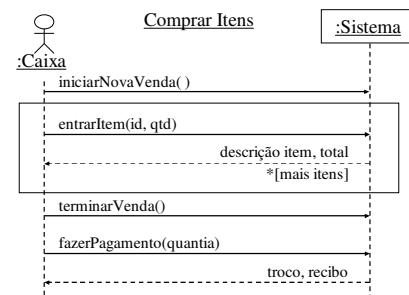 Comprar Itens
:Sistema
:Caixa
iniciarNovaVenda( )
entrarItem(id, qtd)
descrição item, total
*[mais itens]
terminarVenda()
fazerPagamento(quantia)
troco, recibo